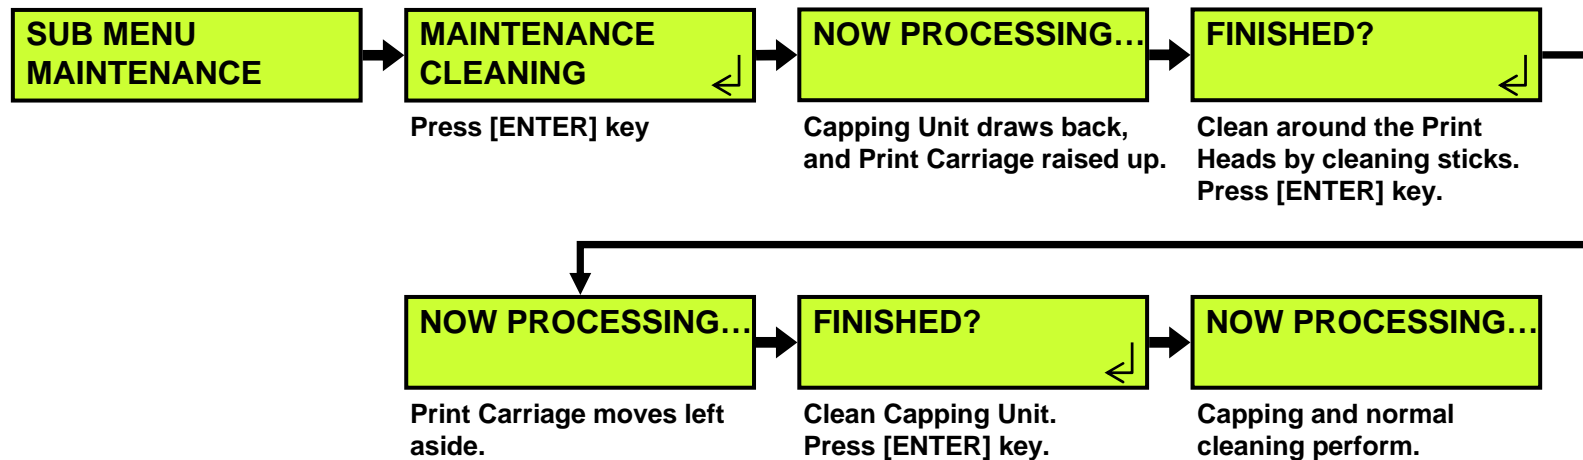 SUB MENU
MAINTENANCE
MAINTENANCE
CLEANING
NOW PROCESSING…
FINISHED?
Press [ENTER] key
Capping Unit draws back,
and Print Carriage raised up.
Clean around the Print
Heads by cleaning sticks.
Press [ENTER] key.
NOW PROCESSING…
FINISHED?
NOW PROCESSING…
Print Carriage moves left
aside.
Clean Capping Unit.
Press [ENTER] key.
Capping and normal
cleaning perform.